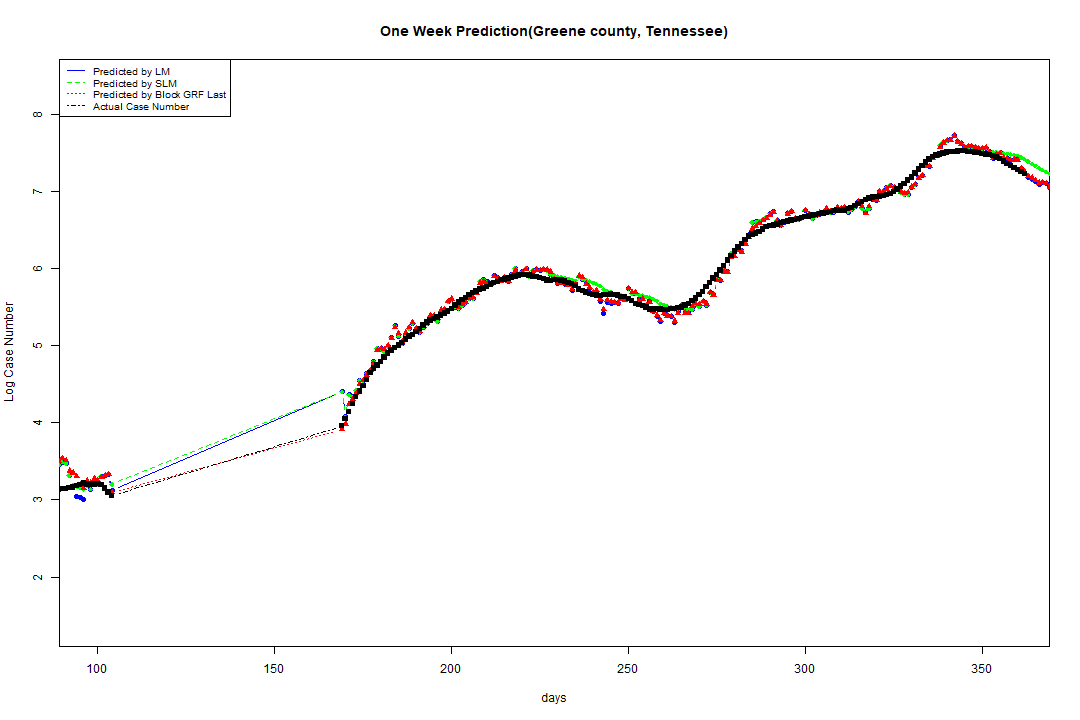 One Week Prediction(Greene county, Tennessee)
Predicted by LM
Predicted by SLM
Predicted by Block GRF Last
Actual Case Number
8
7
6
5
4
3
2
Log Case Number
100 150 200 250 300 350
days